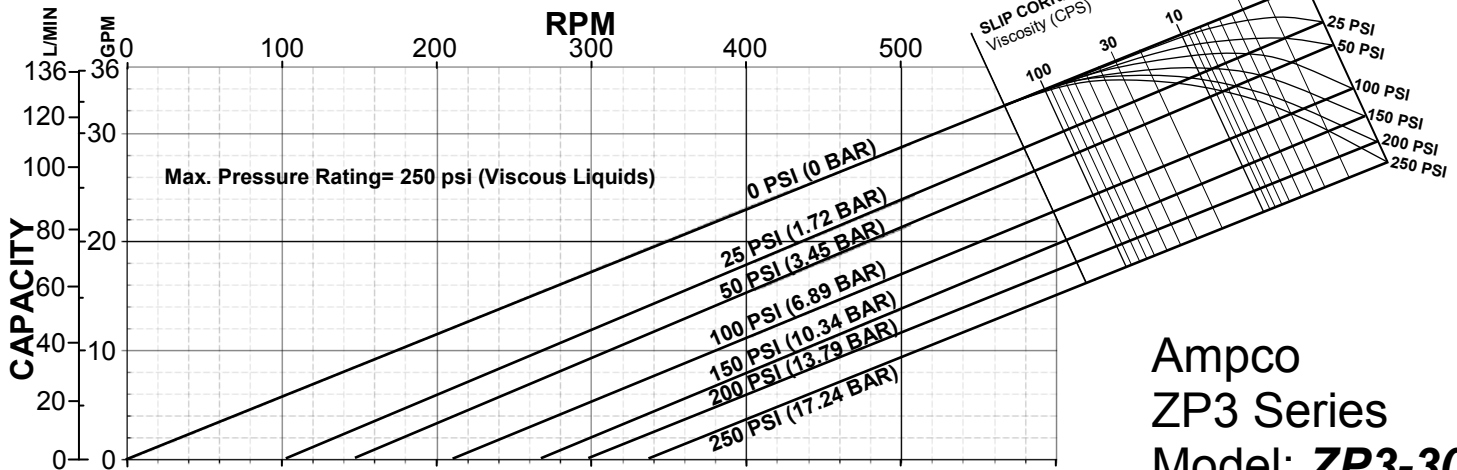 RPM
L/MIN
GPM
0 100 200 300 400 500
136 36
120
30
100
80
20
60
40
10
20
0 0
CAPACITY
Max. Pressure Rating= 250 psi (Viscous Liquids)
0 PSI (0 BAR)
25 PSI (1.72 BAR)
50 PSI (3.45 BAR)
100 PSI (6.89 BAR)
150 PSI (10.34 BAR)
200 PSI (13.79 BAR)
250 PSI (17.24 BAR)
SLIP
Viscosity (CPS)
100
30
10
25 PSI
50 PSI
100 PSI
150 PSI
200 PSI
250 PSI
Ampco
ZP3 Series
Model: